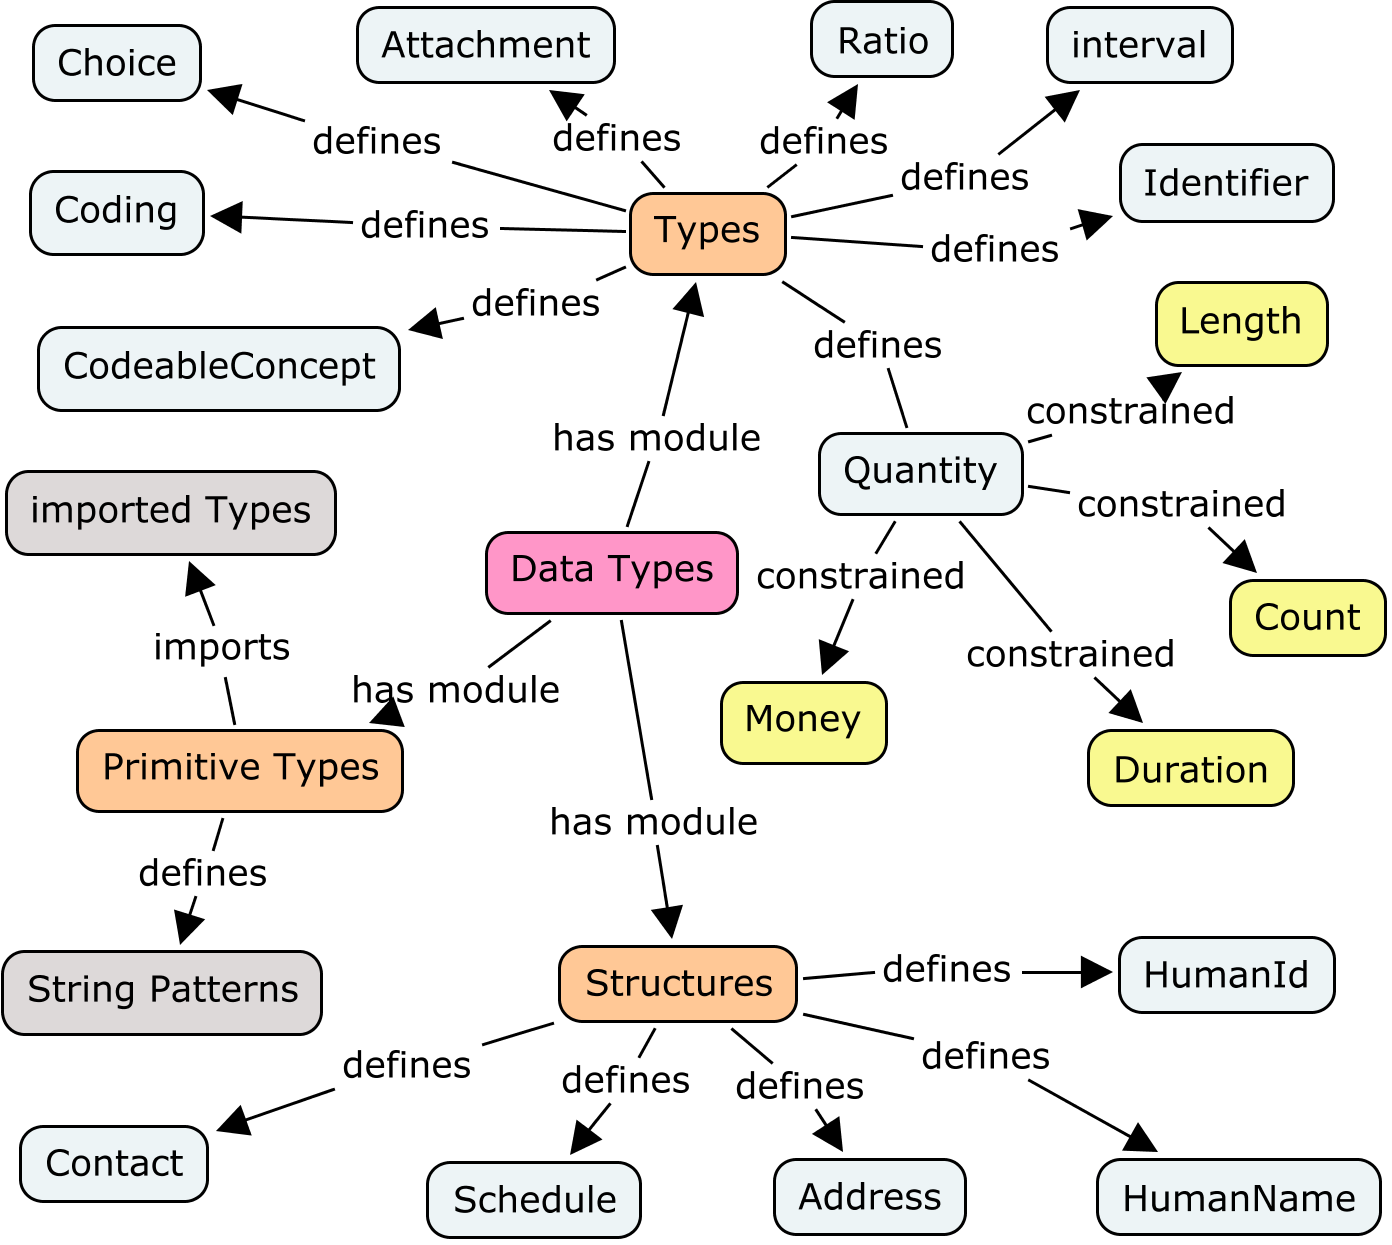 Choice
Attachment
Ratio
interval
defines
defines
defines
defines
Identifier
Coding
defines
Types
defines
defines
CodeableConcept
defines
Length
constrained
has module
Quantity
constrained
imported Types
Data Types
constrained
Count
imports
constrained
has module
Money
Primitive Types
Duration
has module
defines
String Patterns
Structures
defines
HumanId
defines
defines
defines
defines
Contact
Schedule
Address
HumanName